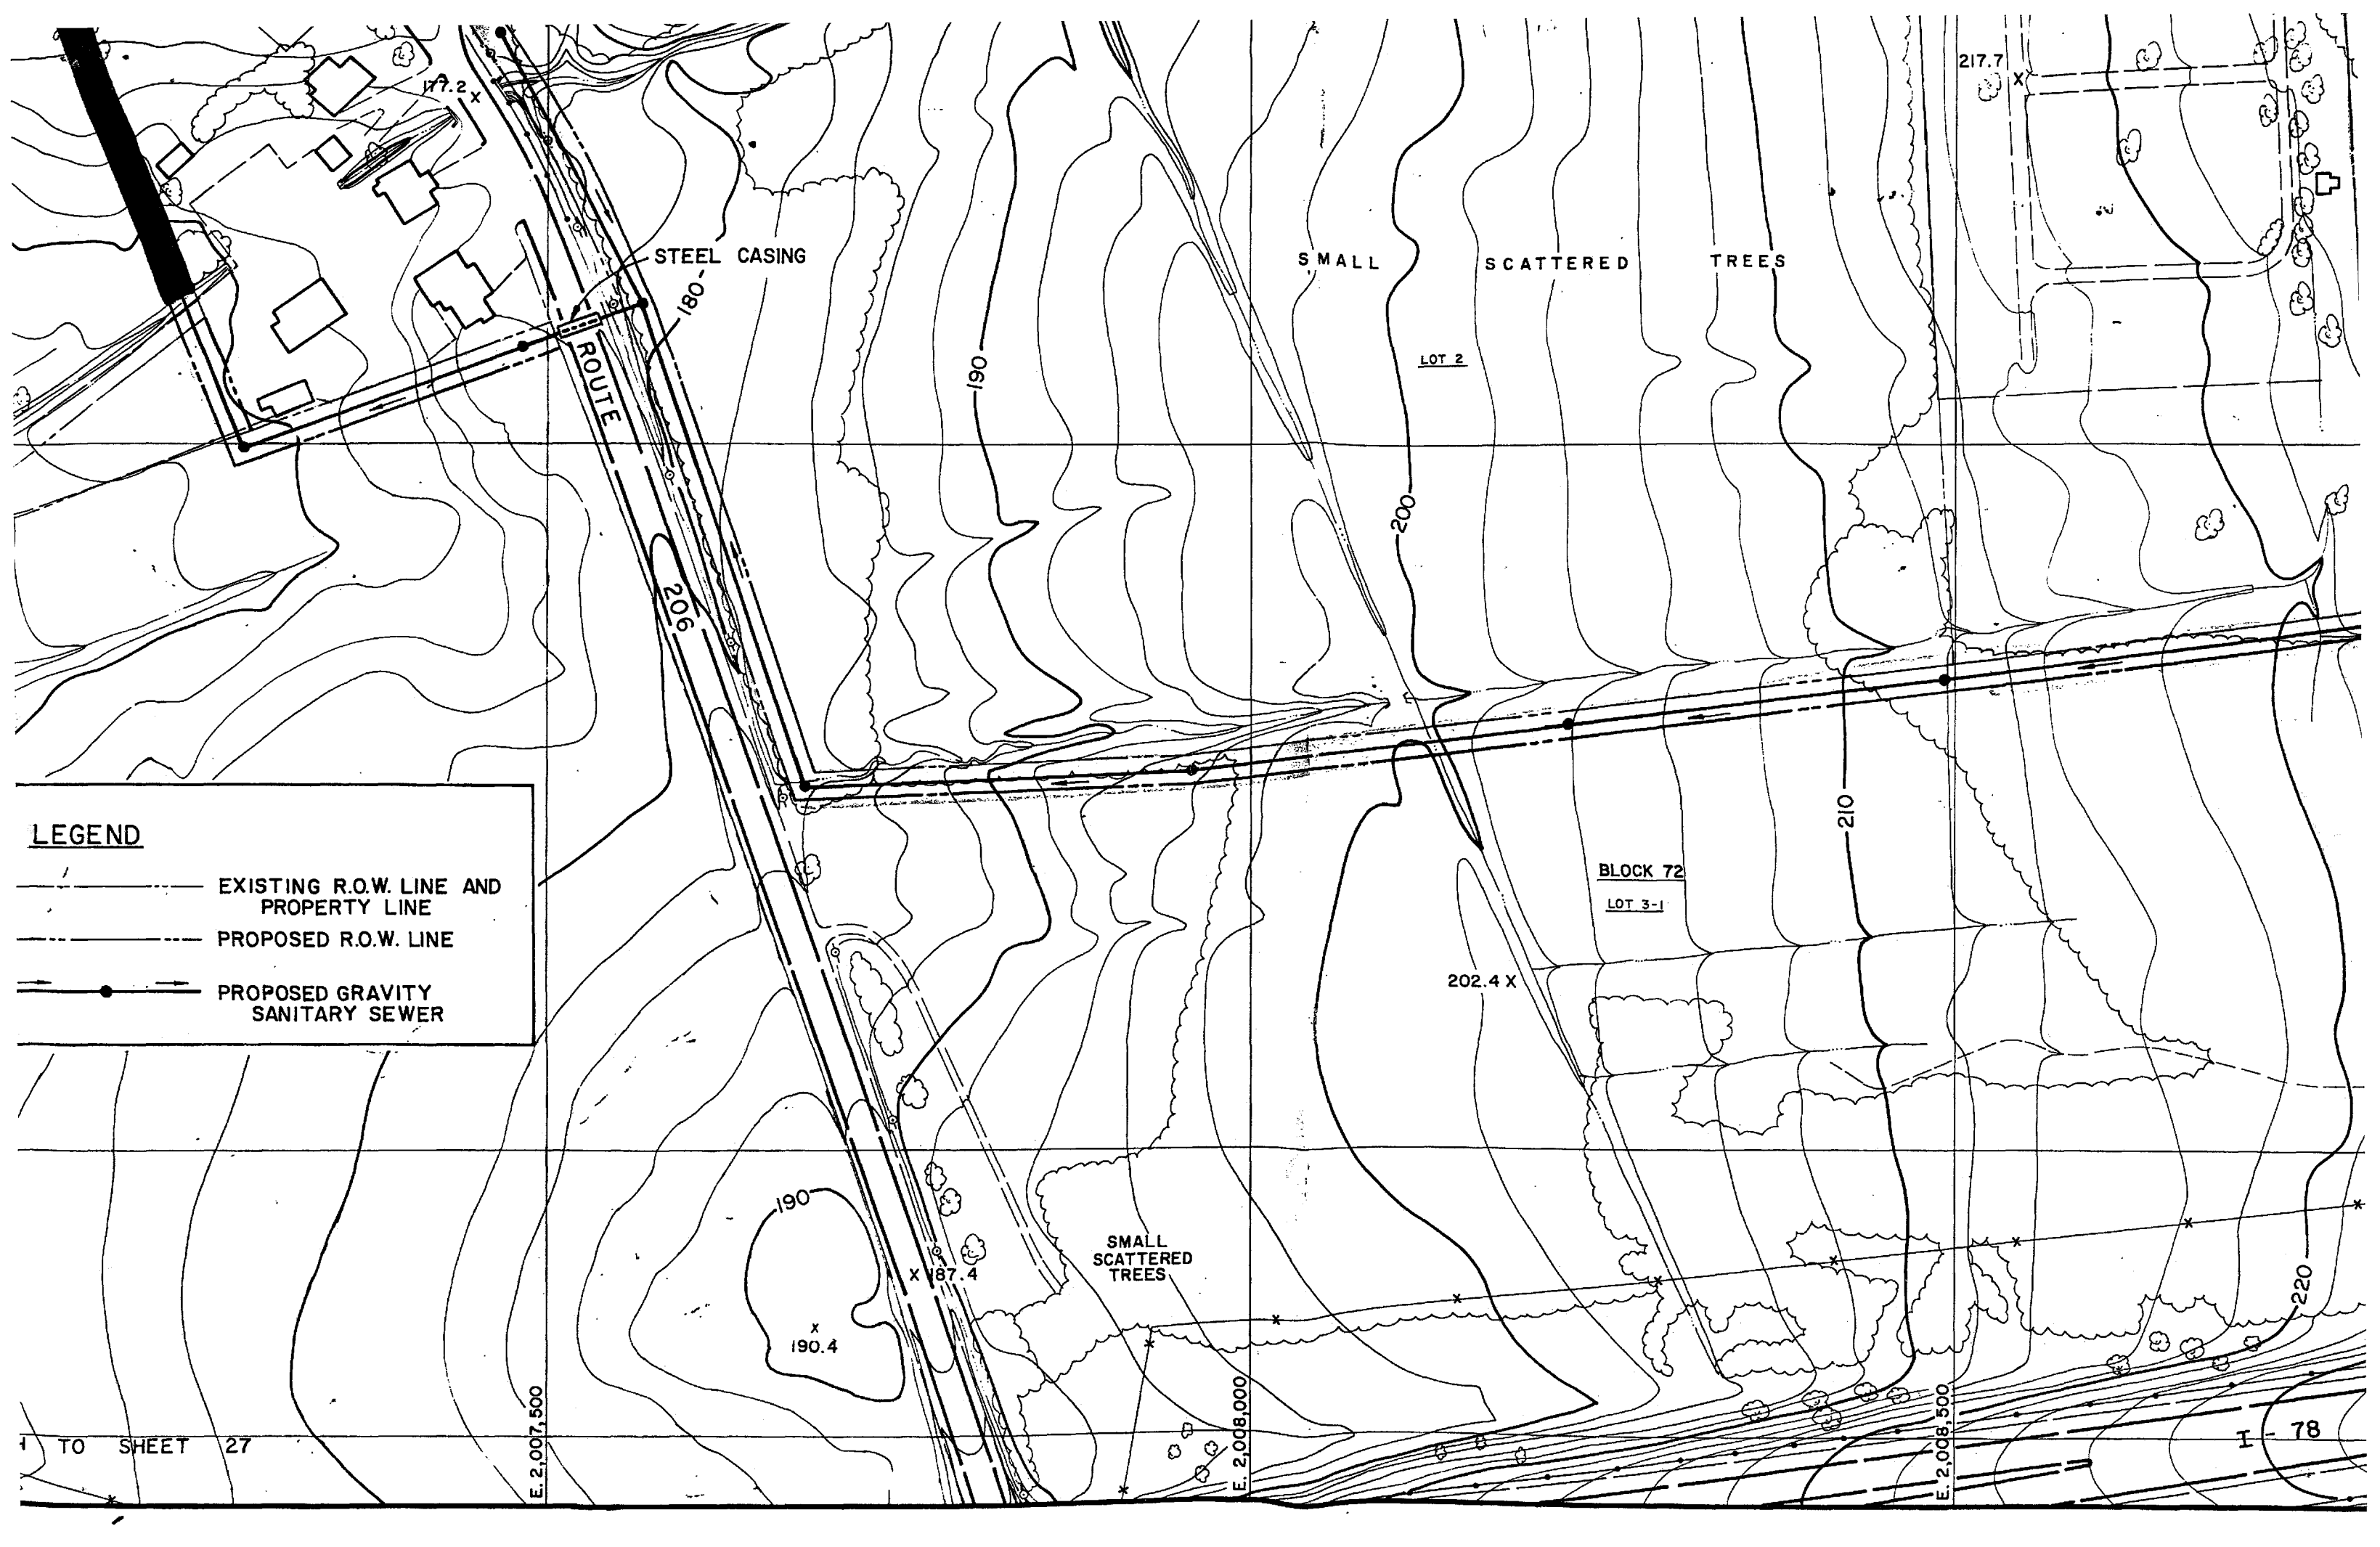 217.7
177.2
STEEL CASING
180
SMALL SCATTERED TREES
LOT 2
190
ROUTE
200
206
LEGEND
EXISTING R.O.W. LINE AND
PROPERTY LINE
PROPOSED R.O.W. LINE
PROPOSED GRAVITY
SANITARY SEWER
210
BLOCK 72
LOT 3-1
202.4 X
190
X 187.4
SMALL
SCATTERED
TREES
X
190.4
220
TO SHEET 27
E. 2,007,500
E. 2,008,000
E. 2,008,500
I - 78